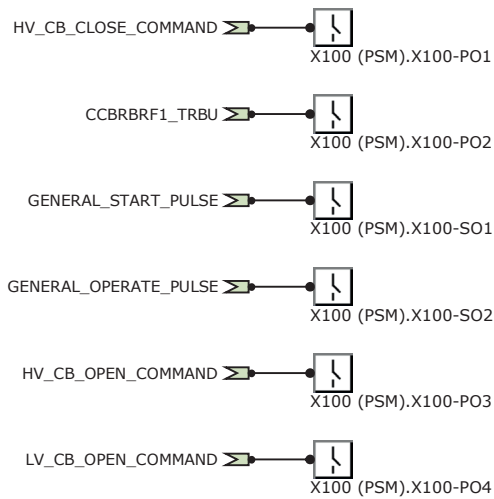 HV_CB_CLOSE_COMMAND
X100 (PSM).X100-PO1
CCBRBRF1_TRBU
X100 (PSM).X100-PO2
GENERAL_START_PULSE
X100 (PSM).X100-SO1
GENERAL_OPERATE_PULSE
X100 (PSM).X100-SO2
HV_CB_OPEN_COMMAND
X100 (PSM).X100-PO3
LV_CB_OPEN_COMMAND
X100 (PSM).X100-PO4